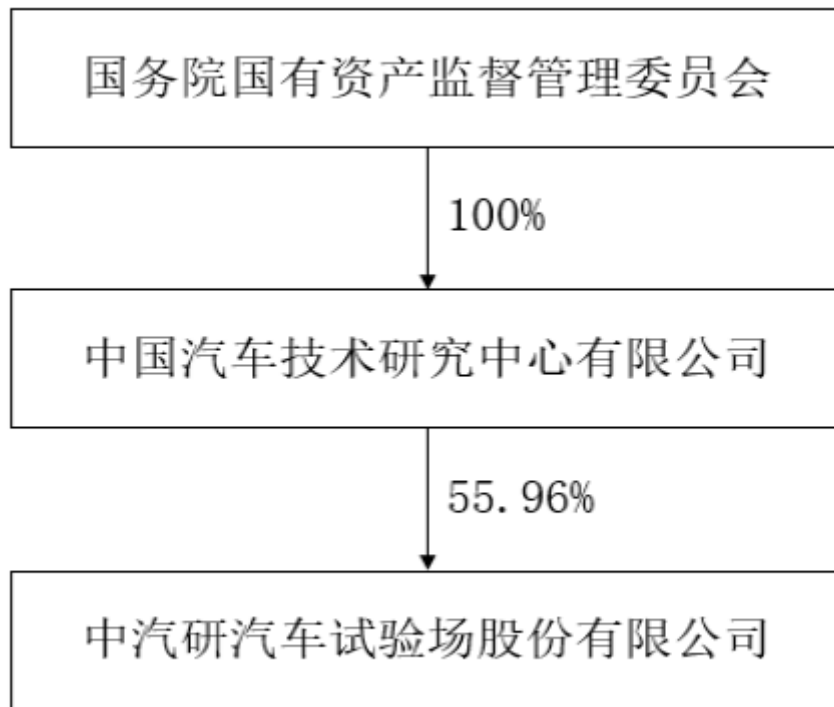 国务院国有资产监督管理委员会
100%
中国汽车技术研究中心有限公司
55.96%
中汽研汽车试验场股份有限公司